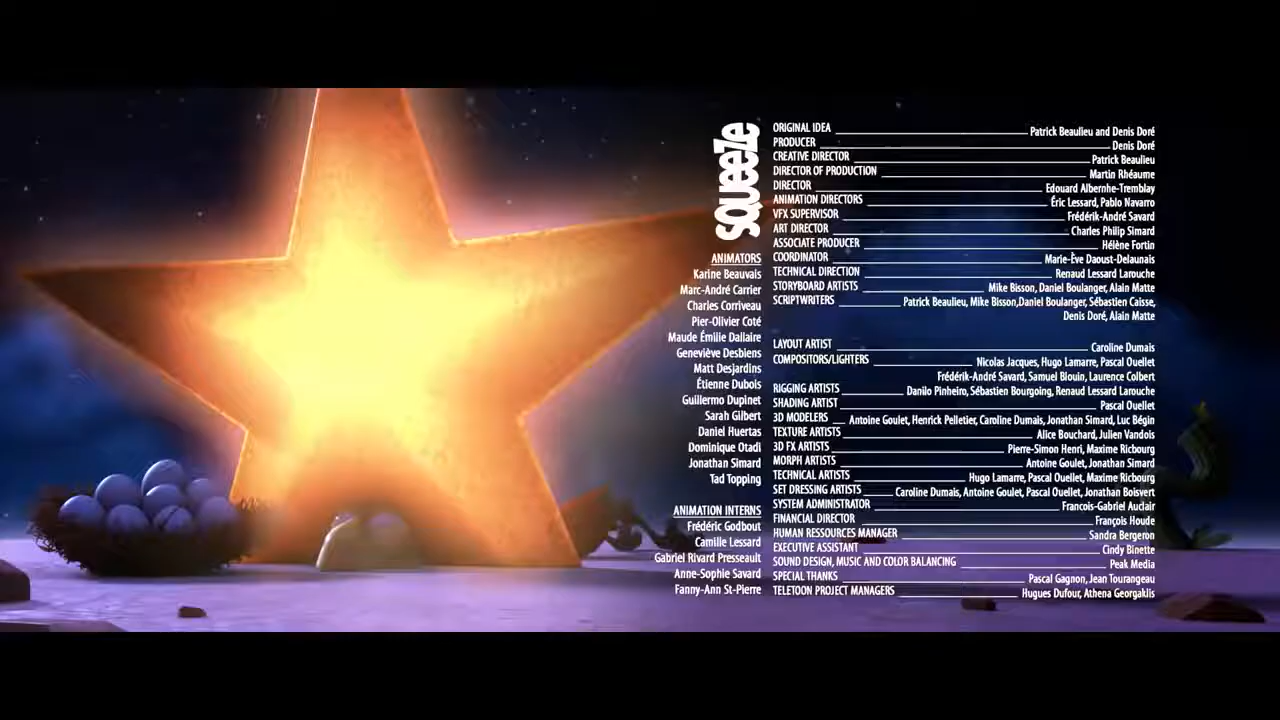 squeeze
ANIMATORS
Karine Beauvais
Marc-André Carrier
Charles Corriveau
Pier-Olivier Coté
Maude Émilie Dallaire
Geneviève Desbiens
Matt Desjardins
Étienne Dubois
Guillermo Dupinet
Sarah Gilbert
Daniel Huertas
Dominique Otadi
Jonathan Simard
Tad Topping
ANIMATION INTERNS
Frédéric Godbout
Camille Lessard
Gabriel Rivard Presseault
Anne-Sophie Savard
Fanny-Ann St-Pierre
ORIGINAL IDEA Patrick Beaulieu and Denis Doré
PRODUCER Denis Doré
CREATIVE DIRECTOR Patrick Beaulieu
DIRECTOR OF PRODUCTION Martin Rhéaume
DIRECTOR Edouard Albernhe-Tremblay
ANIMATION DIRECTORS Éric Lessard, Pablo Navarro
VFX SUPERVISOR Frédérik-André Savard
ART DIRECTOR Charles Philip Simard
ASSOCIATE PRODUCER Hélène Fortin
COORDINATOR Marie-Ève Daoust-Delaunais
TECHNICAL DIRECTION Renaud Lessard Larouche
STORYBOARD ARTISTS Mike Bisson, Daniel Boulanger, Alain Matte
SCRIPTWRITERS Patrick Beaulieu, Mike Bisson,Daniel Boulanger, Sébastien Caisse,
Denis Doré, Alain Matte
LAYOUT ARTIST Caroline Dumais
COMPOSITORS/LIGHTERS Nicolas Jacques, Hugo Lamarre, Pascal Ouellet
Frédérik-André Savard, Samuel Blouin, Laurence Colbert
RIGGING ARTISTS Danilo Pinheiro, Sébastien Bourgoing, Renaud Lessard Larouche
SHADING ARTIST Pascal Ouellet
3D MODELERS Antoine Goulet, Henrick Pelletier, Caroline Dumais, Jonathan Simard, Luc Bégin
TEXTURE ARTISTS Alice Bouchard, Julien Vandois
3D FX ARTISTS Pierre-Simon Henri, Maxime Ricbourg
MORPH ARTISTS Antoine Goulet, Jonathan Simard
TECHNICAL ARTISTS Hugo Lamarre, Pascal Ouellet, Maxime Ricbourg
SET DRESSING ARTISTS Caroline Dumais, Antoine Goulet, Pascal Ouellet, Jonathan Boisvert
SYSTEM ADMINISTRATOR Francois-Gabriel Auclair
FINANCIAL DIRECTOR François Houde
HUMAN RESSOURCES MANAGER Sandra Bergeron
EXECUTIVE ASSISTANT Cindy Binette
SOUND DESIGN, MUSIC AND COLOR BALANCING Peak Media
SPECIAL THANKS Pascal Gagnon, Jean Tourangeau
TELETOON PROJECT MANAGERS Hugues Dufour, Athena Georgaklis